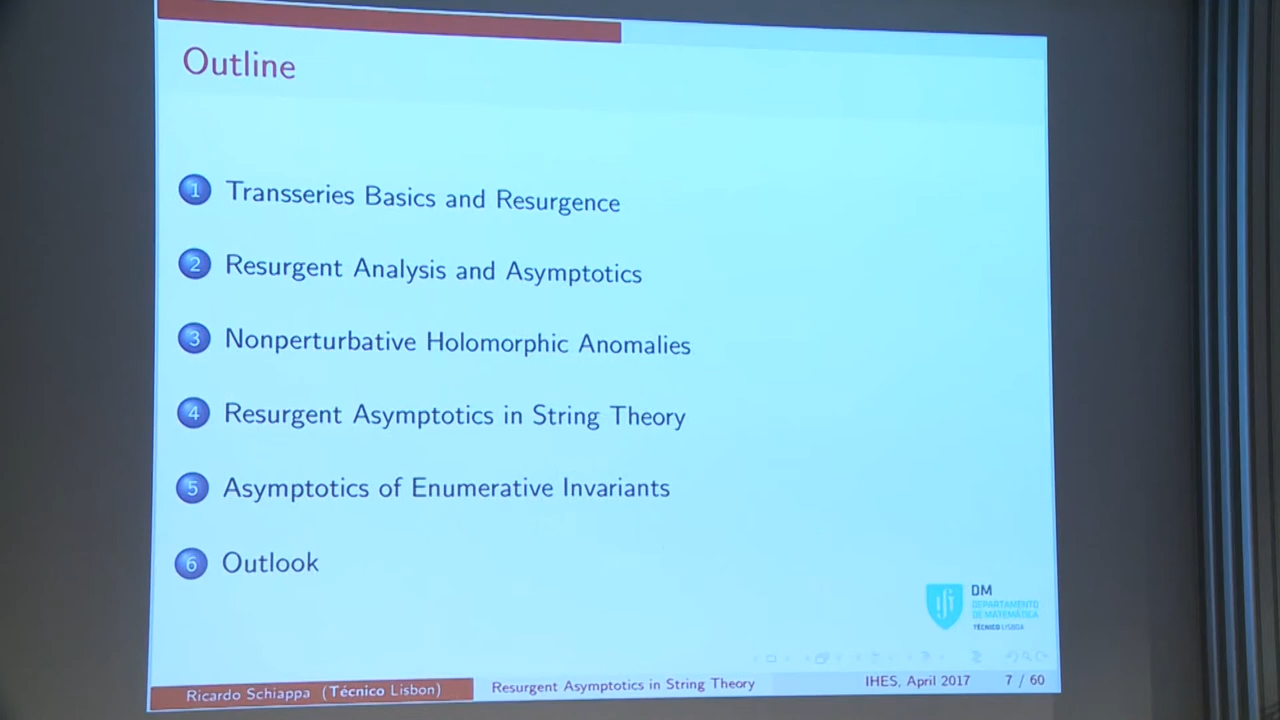 Outline
1 Transseries Basics and Resurgence
2 Resurgent Analysis and Asymptotics
3 Nonperturbative Holomorphic Anomalies
4 Resurgent Asymptotics in String Theory
5 Asymptotics of Enumerative Invariants
6 Outlook
DM
DEPARTAMENTO
DE MATEMÁTICA
TÉCNICO LISBOA
Ricardo Schiappa (Técnico Lisbon) Resurgent Asymptotics in String Theory IHES, April 2017 7 / 60